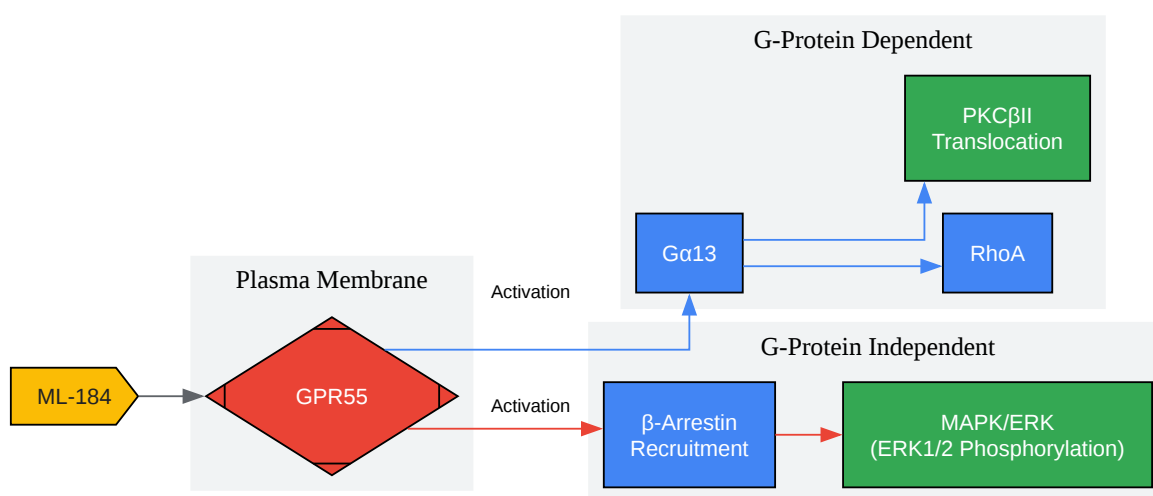 G-Protein Dependent
PKCβII
Translocation
Gα13
RhoA
Plasma Membrane
Activation
G-Protein Independent
ML-184
GPR55
Activation
β-Arrestin
Recruitment
MAPK/ERK
(ERK1/2 Phosphorylation)